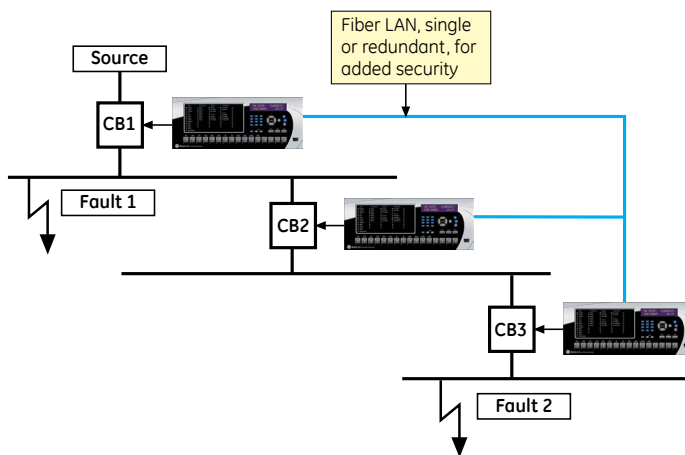 Fiber LAN, single
or redundant, for
added security
Source
CB1
Fault 1
CB2
CB3
Fault 2